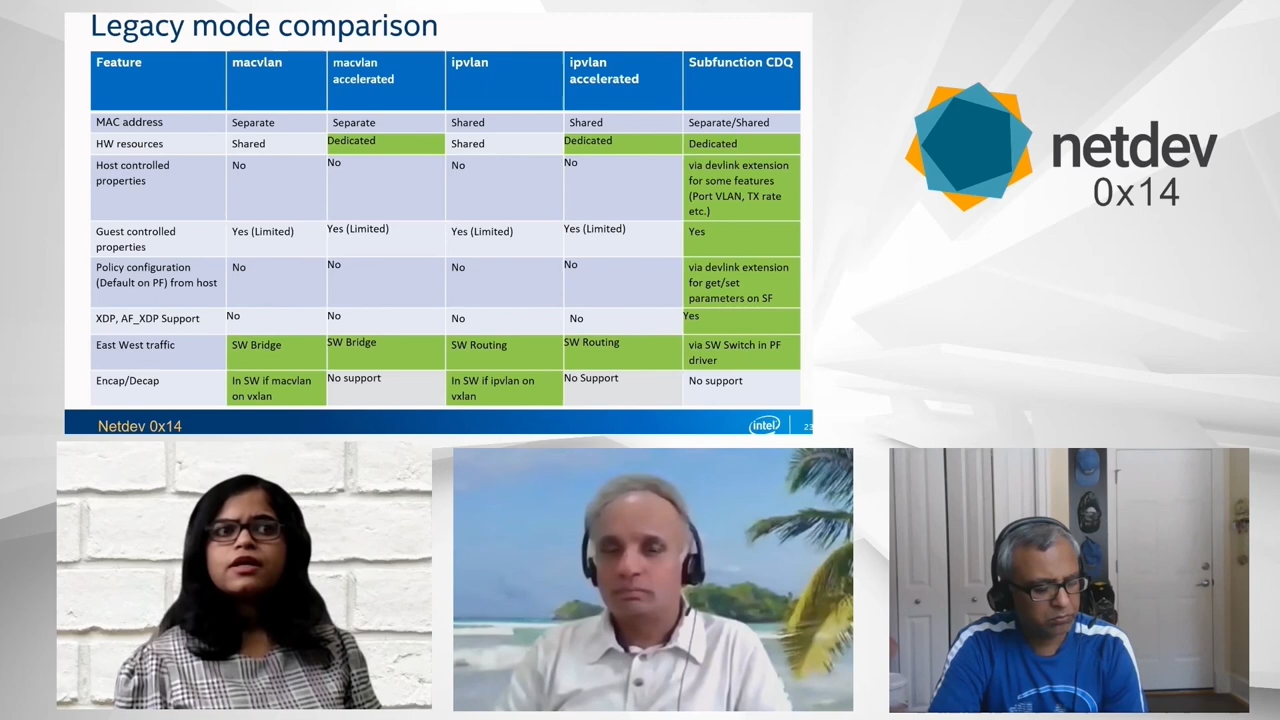 Legacy mode comparison
Feature
macvlan
macvlan
accelerated
ipvlan
ipvlan
accelerated
Subfunction CDQ
MAC address
Separate
Separate
Shared
Shared
Separate/Shared
HW resources
Shared
Dedicated
Shared
Dedicated
Dedicated
Host controlled
properties
No
No
No
No
via devlink extension
for some features
(Port VLAN, TX rate
etc.)
Guest controlled
properties
Yes (Limited)
Yes (Limited)
Yes (Limited)
Yes (Limited)
Yes
Policy configuration
(Default on PF) from host
No
No
No
No
via devlink extension
for get/set
parameters on SF
XDP, AF_XDP Support
No
No
No
No
Yes
East West traffic
SW Bridge
SW Bridge
SW Routing
SW Routing
via SW Switch in PF
driver
Encap/Decap
In SW if macvlan
on vxlan
No support
In SW if ipvlan on
vxlan
No Support
No support
Netdev 0x14
intel
23
netdev
0x14